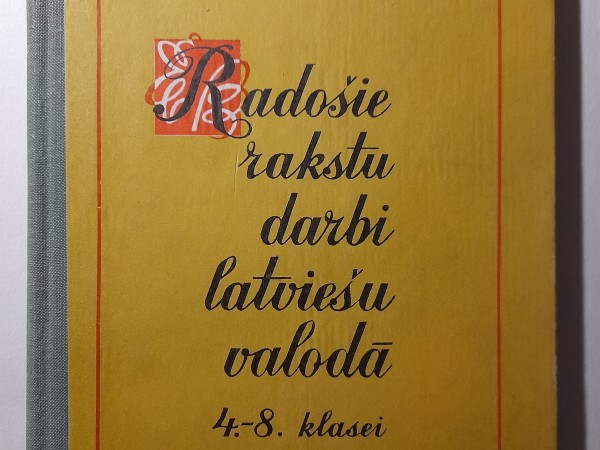 Radošie
rakstu
darbi
latviešu
valodā
4.-8. klasei